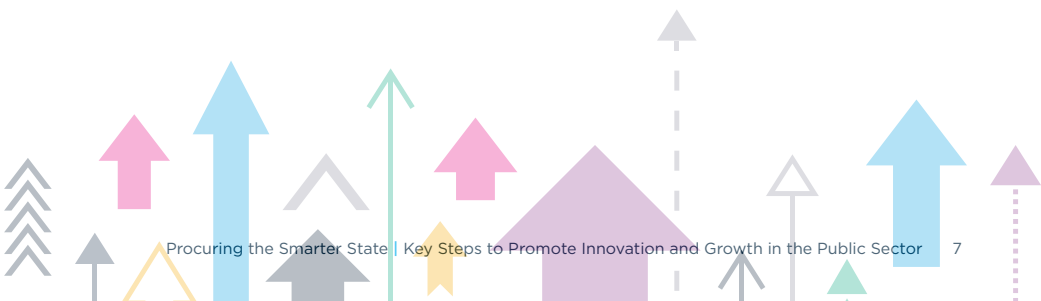 Procuring the Smarter State | Key Steps to Promote Innovation and Growth in the Public Sector 7